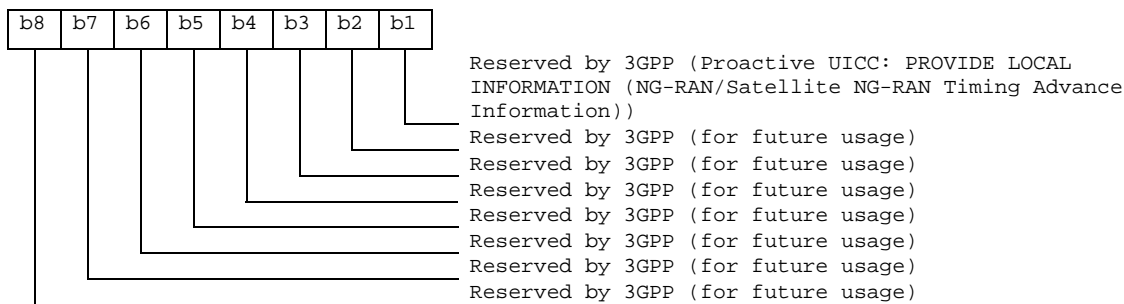 b8 b7 b6 b5 b4 b3 b2 b1
Reserved by 3GPP (Proactive UICC: PROVIDE LOCAL
INFORMATION (NG-RAN/Satellite NG-RAN Timing Advance
Information))
Reserved by 3GPP (for future usage)
Reserved by 3GPP (for future usage)
Reserved by 3GPP (for future usage)
Reserved by 3GPP (for future usage)
Reserved by 3GPP (for future usage)
Reserved by 3GPP (for future usage)
Reserved by 3GPP (for future usage)